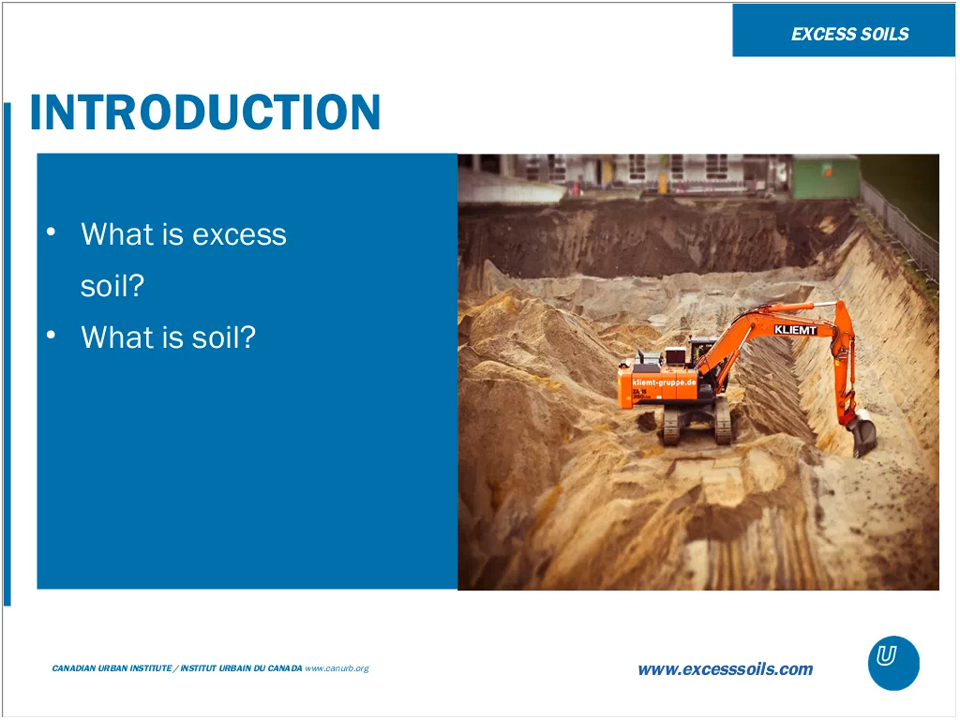 EXCESS SOILS
INTRODUCTION
• What is excess
soil?
• What is soil?
KLIEMT
kliemt-gruppe.de
CANADIAN URBAN INSTITUTE / INSTITUT URBAIN DU CANADA www.canurb.org
www.excesssoils.com
U